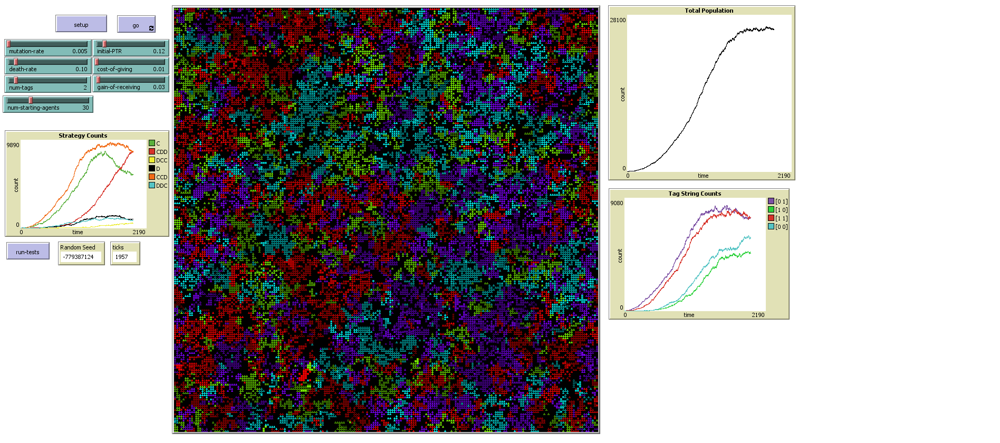 setup
go
mutation-rate 0.005
initial-PTR 0.12
death-rate 0.10
cost-of-giving 0.01
num-tags 2
gain-of-receiving 0.03
num-starting-agents 30
Strategy Counts
9890
count
0
0
time
2190
C
CDD
DCC
D
CCD
DDC
run-tests
Random Seed
-779387124
ticks
1957
Total Population
28100
count
0
0
time
2190
Tag String Counts
9080
count
0
0
time
2190
[0 1]
[1 0]
[1 1]
[0 0]